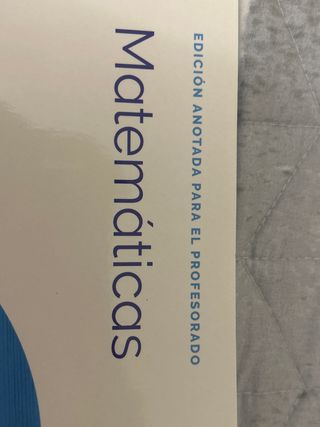 EDICIÓN ANOTADA PARA EL PROFESORADO
Matemáticas